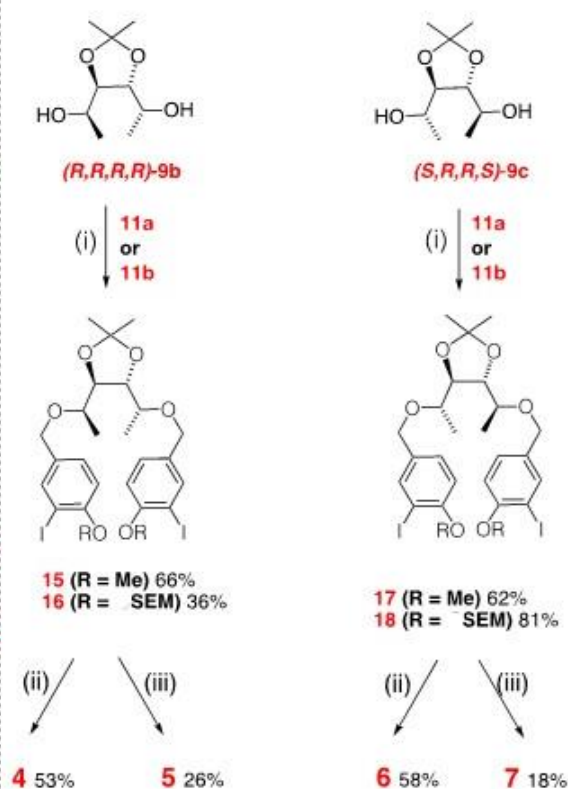 O O
HO OH
(R,R,R,R)-9b
(i) 11a
or
11b
O O
O O
I RO OR I
15 (R = Me) 66%
16 (R = SEM) 36%
(ii) (iii)
4 53% 5 26%
O O
HO OH
(S,R,R,S)-9c
(i) 11a
or
11b
O O
O O
I RO OR I
17 (R = Me) 62%
18 (R = SEM) 81%
(ii) (iii)
6 58% 7 18%